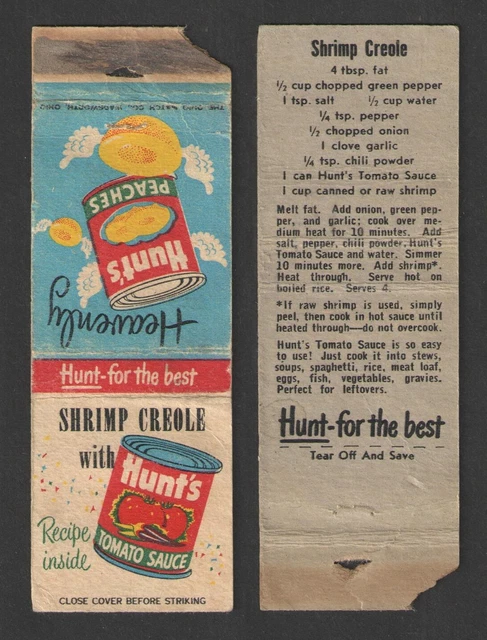 THE OHIO MATCH CO., WADSWORTH, OHIO
Heavenly
Hunt's
PEACHES
Hunt-for the best
SHRIMP CREOLE
with
Hunt's
TOMATO SAUCE
Recipe
inside
CLOSE COVER BEFORE STRIKING
Shrimp Creole
4 tbsp. fat
½ cup chopped green pepper
1 tsp. salt ½ cup water
¼ tsp. pepper
½ chopped onion
1 clove garlic
¼ tsp. chili powder
1 can Hunt's Tomato Sauce
1 cup canned or raw shrimp
Melt fat. Add onion, green pep-
per, and garlic; cook over me-
dium heat for 10 minutes. Add
salt, pepper, chili powder, Hunt's
Tomato Sauce and water. Simmer
10 minutes more. Add shrimp*.
Heat through. Serve hot on
boiled rice. Serves 4.
*If raw shrimp is used, simply
peel, then cook in hot sauce until
heated through—do not overcook.
Hunt's Tomato Sauce is so easy
to use! Just cook it into stews,
soups, spaghetti, rice, meat loaf,
eggs, fish, vegetables, gravies.
Perfect for leftovers.
Hunt-for the best
Tear Off And Save